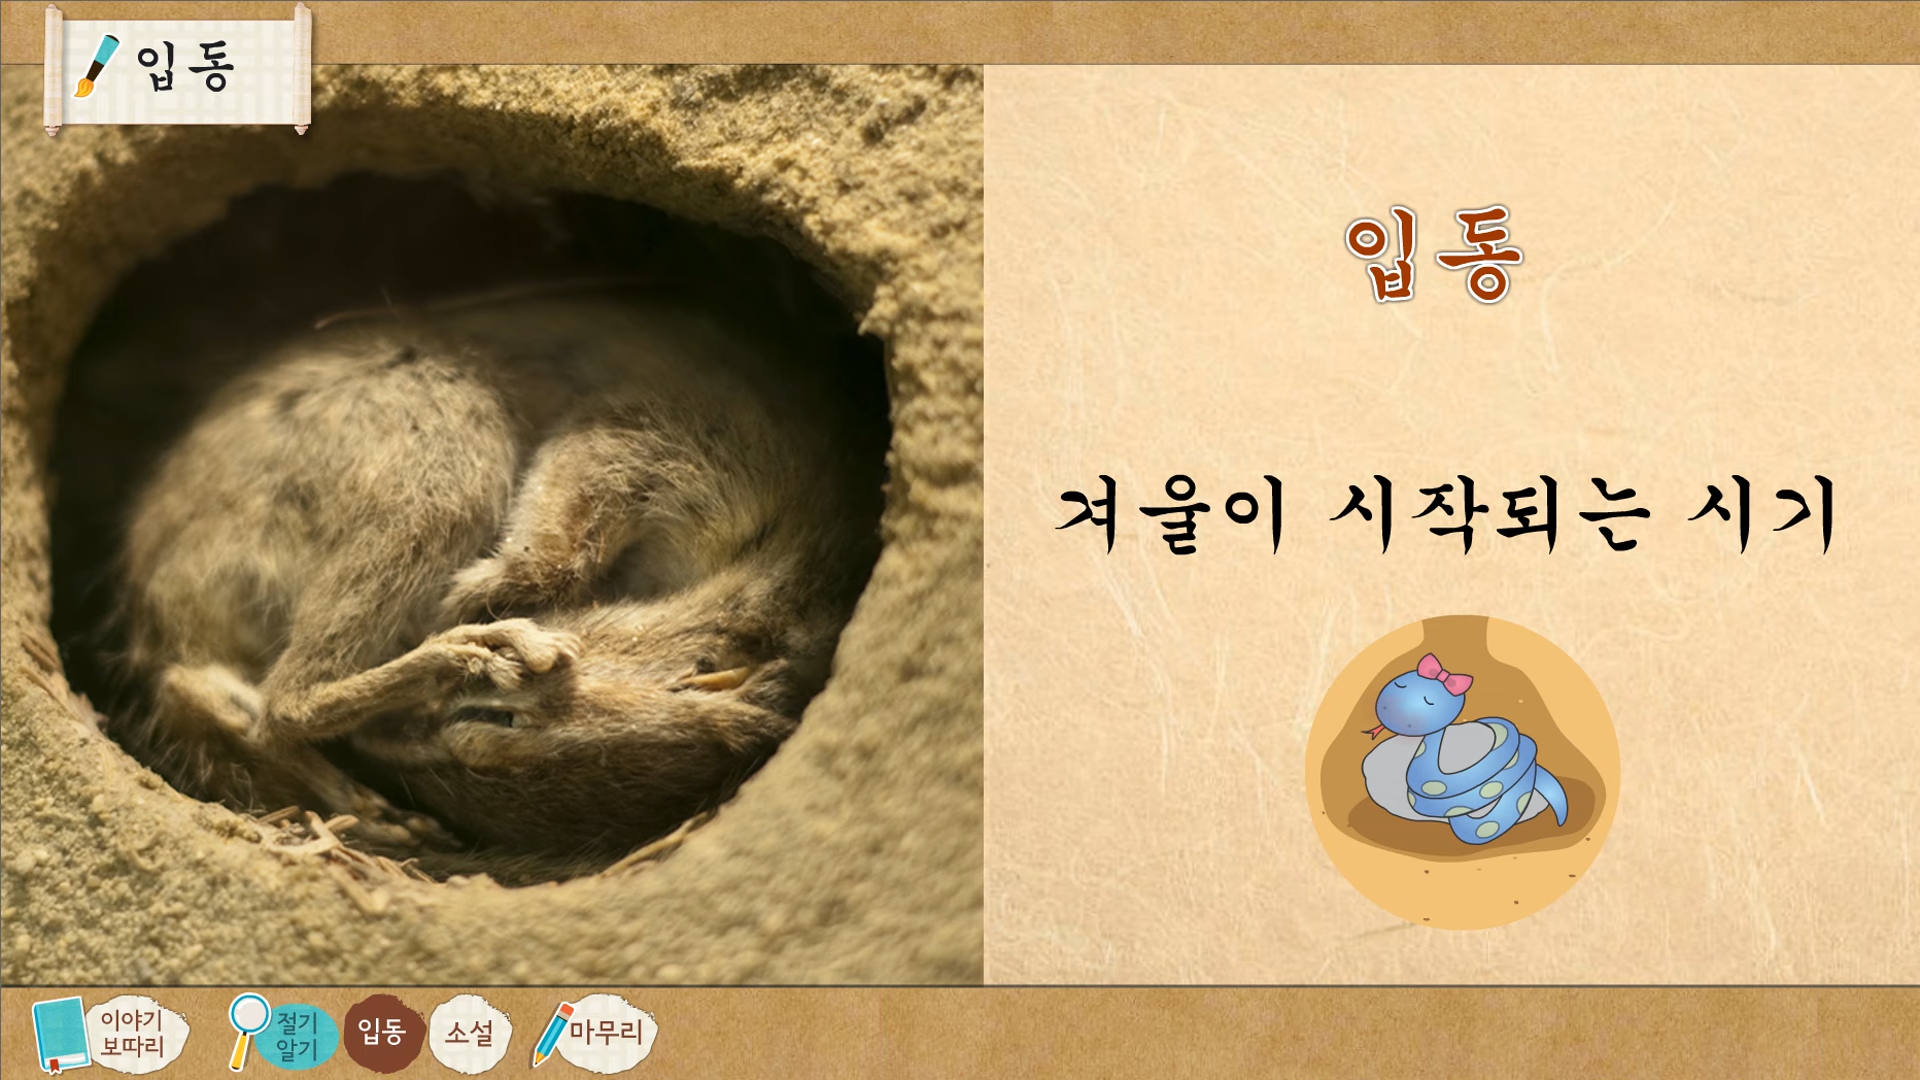 입동
입동
겨울이 시작되는 시기
이야기
보따리
절기
알기
입동
소설
마무리